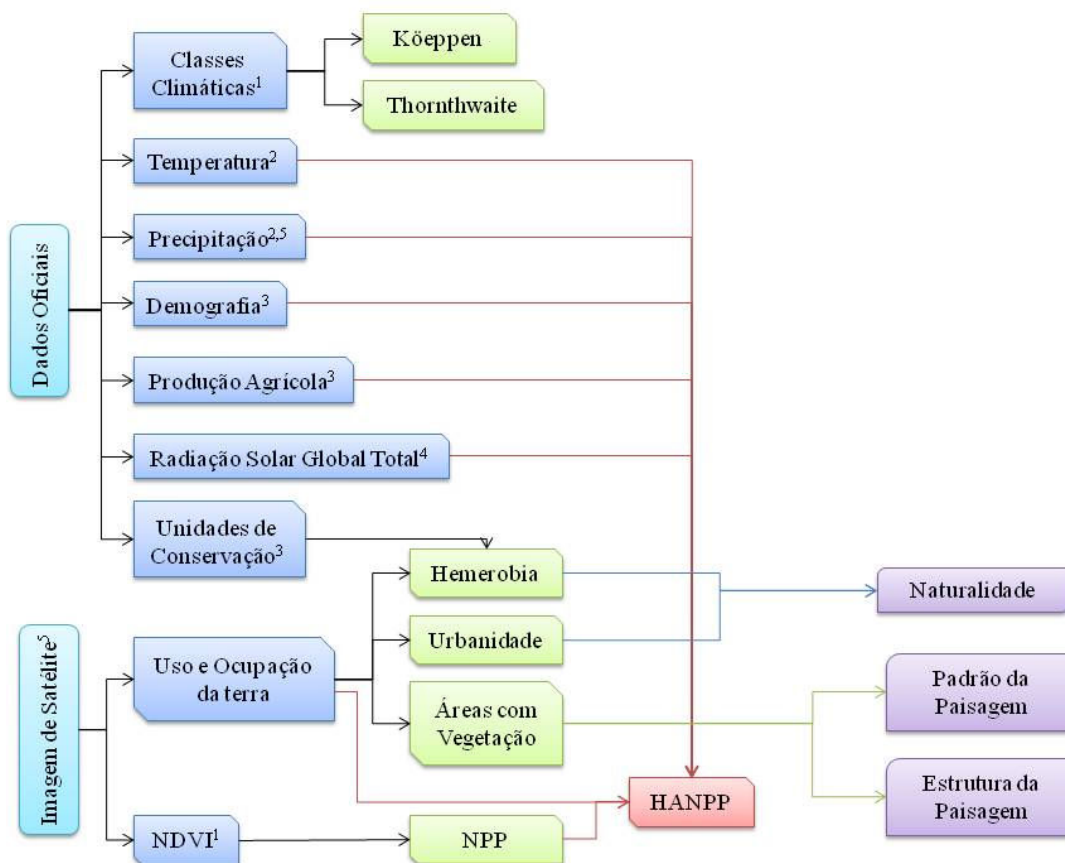 Dados Oficiais
Classes
Climáticas¹
Köeppen
Thornthwaite
Temperatura²
Precipitação²,⁵
Demografia³
Produção Agrícola³
Radiação Solar Global Total⁴
Unidades de
Conservação³
Imagem de Satélite⁵
Uso e Ocupação
da terra
NDVI¹
Hemerobia
Urbanidade
Áreas com
Vegetação
NPP
HANPP
Naturalidade
Padrão da
Paisagem
Estrutura da
Paisagem